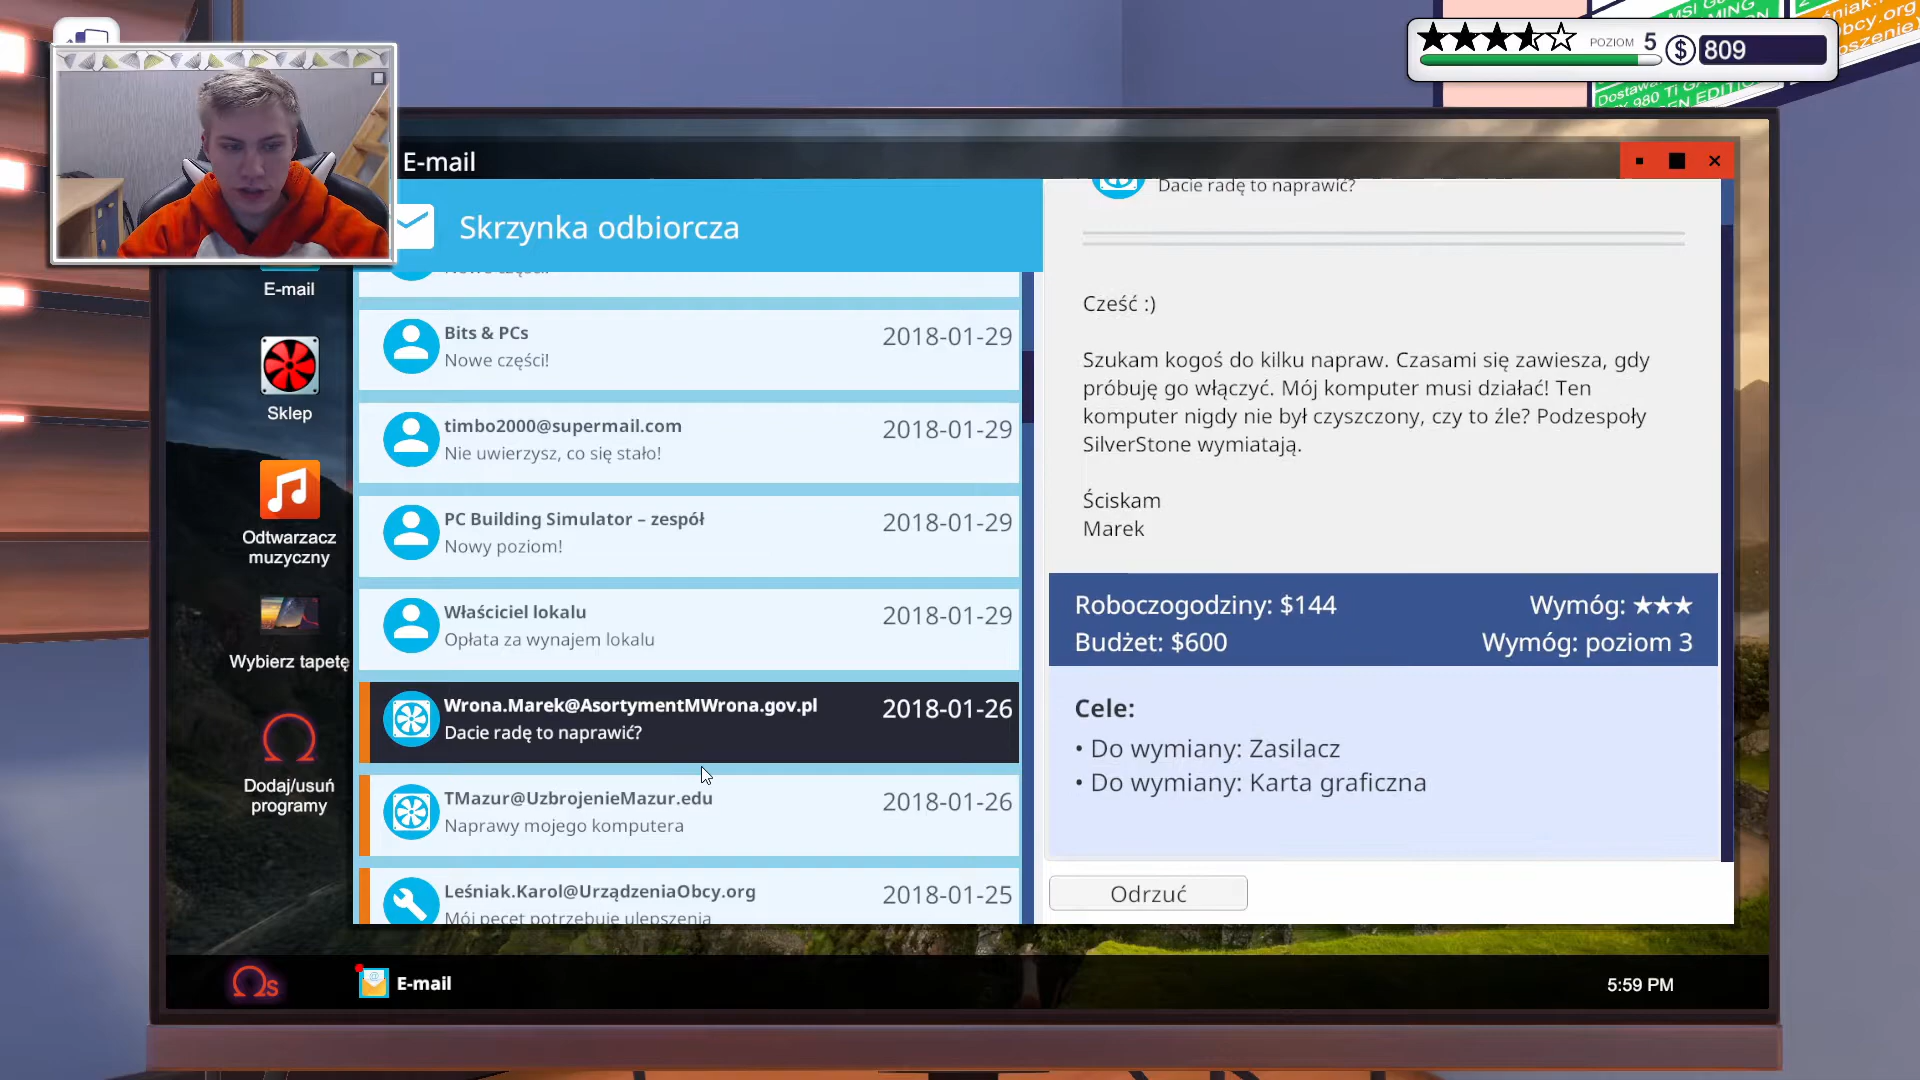 POZIOM 5
809
E-mail
Skrzynka odbiorcza
Bits & PCs
2018-01-29
Nowe części!
timbo2000@supermail.com
2018-01-29
Nie uwierzysz, co się stało!
PC Building Simulator – zespół
2018-01-29
Nowy poziom!
Właściciel lokalu
2018-01-29
Opłata za wynajem lokalu
Wrona.Marek@AsortymentMWrona.gov.pl
2018-01-26
Dacie radę to naprawić?
TMazur@UzbrojenieMazur.edu
2018-01-26
Naprawy mojego komputera
Leśniak.Karol@UrządzeniaObcy.org
2018-01-25
Mój pecet potrzebuje ulepszenia
Dacie radę to naprawić?
Cześć :)
Szukam kogoś do kilku napraw. Czasami się zawiesza, gdy
próbuję go włączyć. Mój komputer musi działać! Ten
komputer nigdy nie był czyszczony, czy to źle? Podzespoły
SilverStone wymiatają.
Ściskam
Marek
Roboczogodziny: $144
Wymóg: ★★★
Budżet: $600
Wymóg: poziom 3
Cele:
• Do wymiany: Zasilacz
• Do wymiany: Karta graficzna
Odrzuć
E-mail
Sklep
Odtwarzacz
muzyczny
Wybierz tapetę
Dodaj/usuń
programy
Ωs
E-mail
5:59 PM